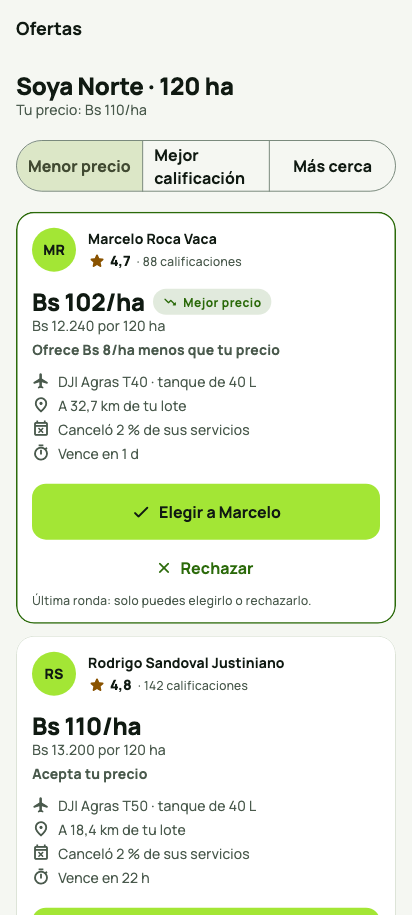 Ofertas
Soya Norte · 120 ha
Tu precio: Bs 110/ha
Menor precio
Mejor
calificación
Más cerca
MR
Marcelo Roca Vaca
4,7 · 88 calificaciones
Bs 102/ha
Mejor precio
Bs 12.240 por 120 ha
Ofrece Bs 8/ha menos que tu precio
DJI Agras T40 · tanque de 40 L
A 32,7 km de tu lote
Canceló 2 % de sus servicios
Vence en 1 d
Elegir a Marcelo
Rechazar
Última ronda: solo puedes elegirlo o rechazarlo.
RS
Rodrigo Sandoval Justiniano
4,8 · 142 calificaciones
Bs 110/ha
Bs 13.200 por 120 ha
Acepta tu precio
DJI Agras T50 · tanque de 40 L
A 18,4 km de tu lote
Canceló 2 % de sus servicios
Vence en 22 h